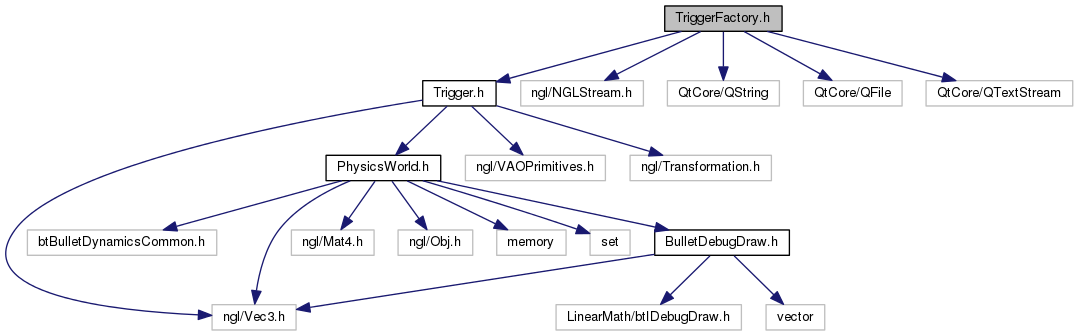 TriggerFactory.h
Trigger.h
ngl/NGLStream.h
QtCore/QString
QtCore/QFile
QtCore/QTextStream
PhysicsWorld.h
ngl/VAOPrimitives.h
ngl/Transformation.h
btBulletDynamicsCommon.h
ngl/Mat4.h
ngl/Obj.h
memory
set
BulletDebugDraw.h
ngl/Vec3.h
LinearMath/btIDebugDraw.h
vector